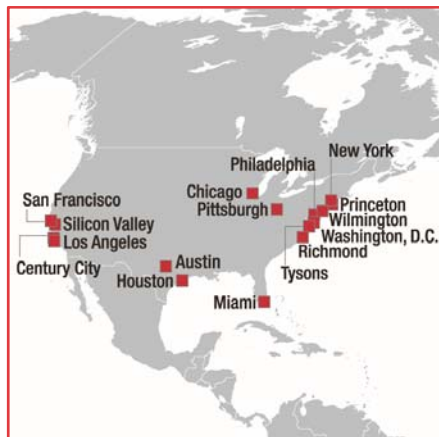 New York
Philadelphia
Chicago
Pittsburgh
Princeton
Wilmington
Washington, D.C.
Richmond
Tysons
San Francisco
Silicon Valley
Los Angeles
Century City
Austin
Houston
Miami